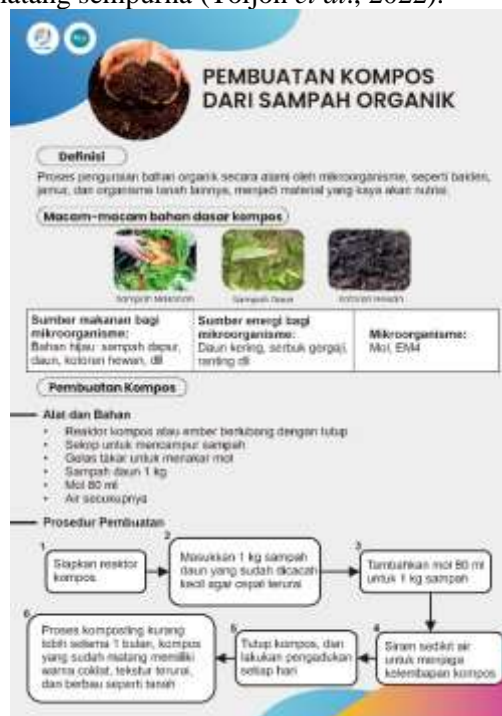 matang sempurna (Toljon et al., 2022).
PEMBUATAN KOMPOS
DARI SAMPAH ORGANIK
Definisi
Proses penguraian bahan organik secara alami oleh mikroorganisme, seperti bakteri,
jamur, dan organisme tanah lainnya, menjadi material yang kaya akan nutrisi.
Macam-macam bahan dasar kompos
Sampah Makanan
Sampah Daun
Kotoran Hewan
Sumber makanan bagi
mikroorganisme:
Bahan hijau: sampah dapur,
daun, kotoran hewan, dll
Sumber energi bagi
mikroorganisme:
Daun kering, serbuk gergaji,
ranting dll
Mikroorganisme:
Mol, EM4
Pembuatan Kompos
Alat dan Bahan
• Reaktor kompos atau ember berlubang dengan tutup
• Sekop untuk mencampur sampah
• Gelas takar untuk menakar mol
• Sampah daun 1 kg
• Mol 80 ml
• Air secukupnya
Prosedur Pembuatan
1
Siapkan reaktor
kompos.
2
Masukkan 1 kg sampah
daun yang sudah dicacah
kecil agar cepat terurai
3
Tambahkan mol 80 ml
untuk 1 kg sampah
4
Siram sedikit air
untuk menjaga
kelembapan kompos
5
Tutup kompos, dan
lakukan pengadukan
setiap hari
6
Proses komposting kurang
lebih selama 1 bulan, kompos
yang sudah matang memiliki
warna coklat, tekstur terurai,
dan berbau seperti tanah